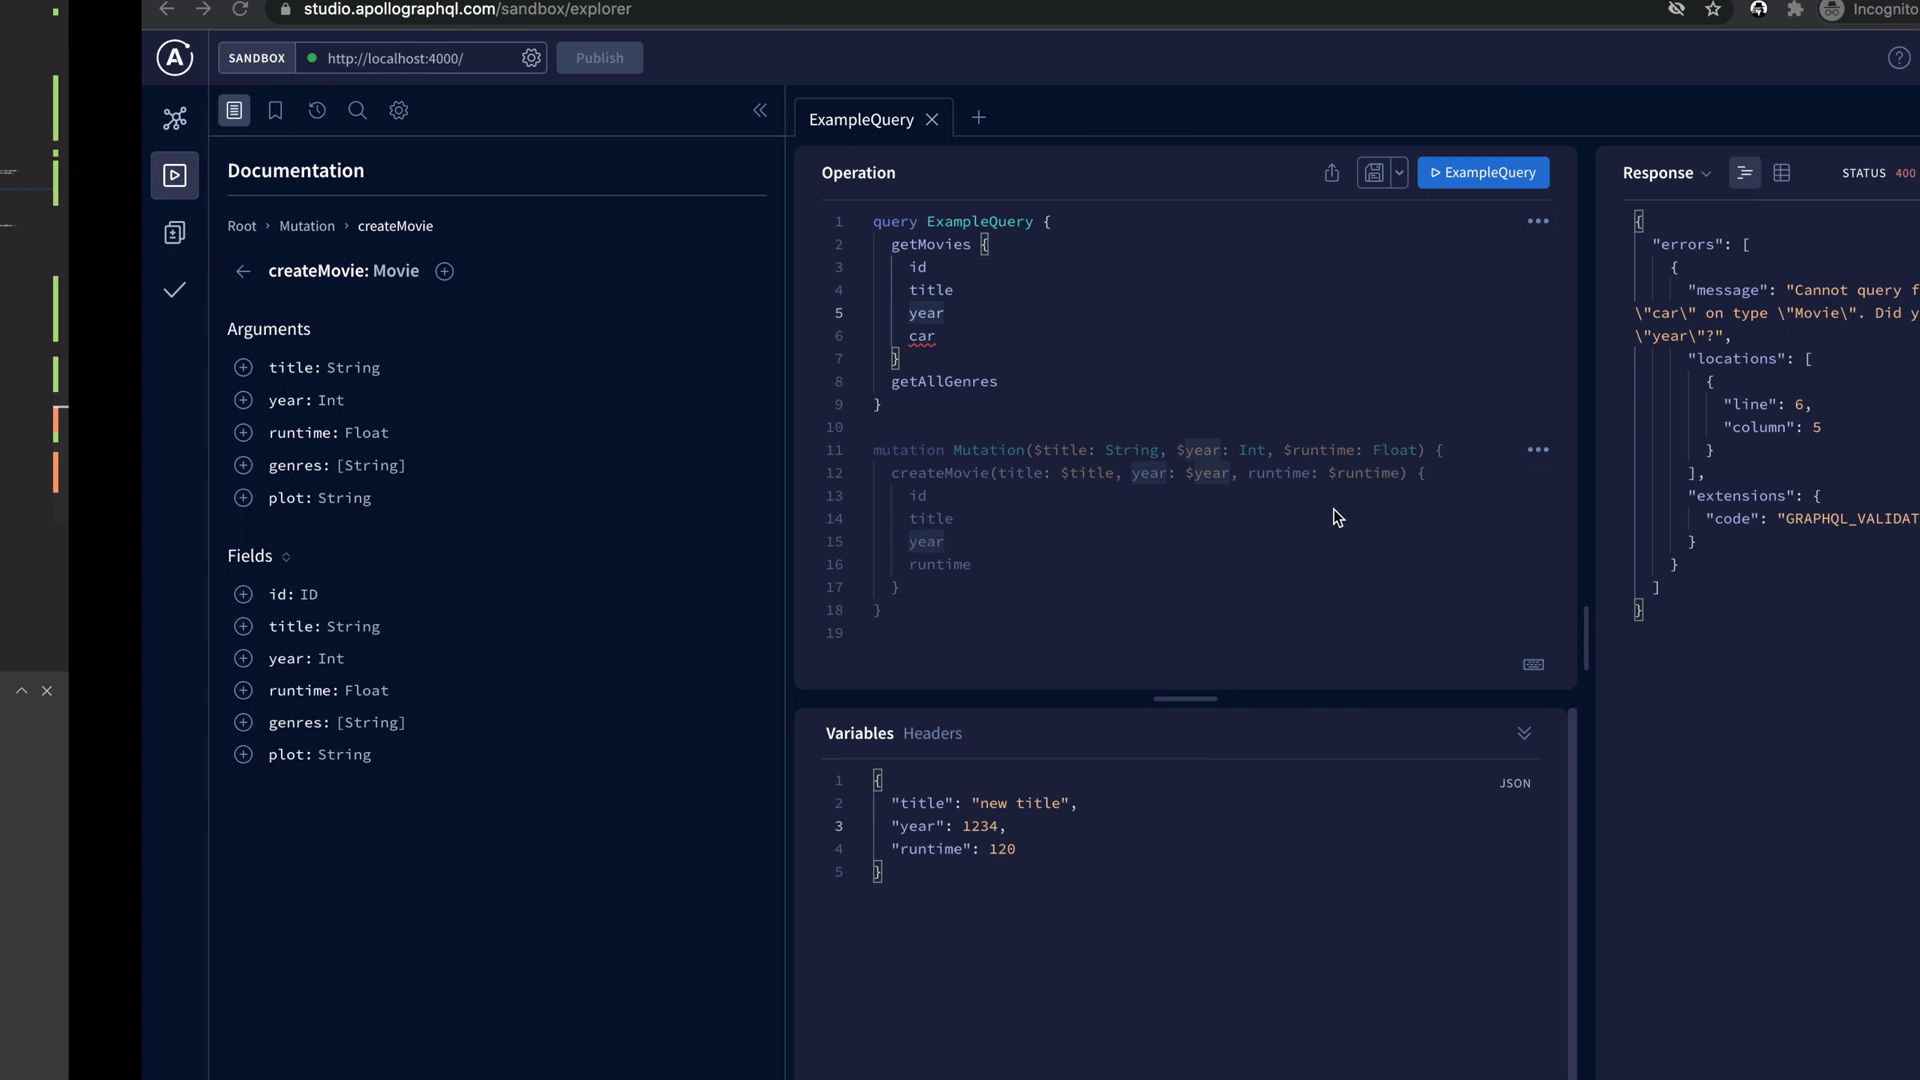 studio.apollographql.com/sandbox/explorer
Incognito
SANDBOX http://localhost:4000/ Publish
Documentation
Root > Mutation > createMovie
createMovie: Movie
Arguments
title: String
year: Int
runtime: Float
genres: [String]
plot: String
Fields
id: ID
title: String
year: Int
runtime: Float
genres: [String]
plot: String
ExampleQuery
Operation
ExampleQuery
1 query ExampleQuery {
2 getMovies {
3 id
4 title
5 year
6 car
7 }
8 getAllGenres
9 }
10
11 mutation Mutation($title: String, $year: Int, $runtime: Float) {
12 createMovie(title: $title, year: $year, runtime: $runtime) {
13 id
14 title
15 year
16 runtime
17 }
18 }
19
Variables Headers
JSON
1 {
2 "title": "new title",
3 "year": 1234,
4 "runtime": 120
5 }
Response STATUS 400
{
"errors": [
{
"message": "Cannot query f
\"car\" on type \"Movie\". Did y
\"year\"?",
"locations": [
{
"line": 6,
"column": 5
}
],
"extensions": {
"code": "GRAPHQL_VALIDAT
}
}
]
}